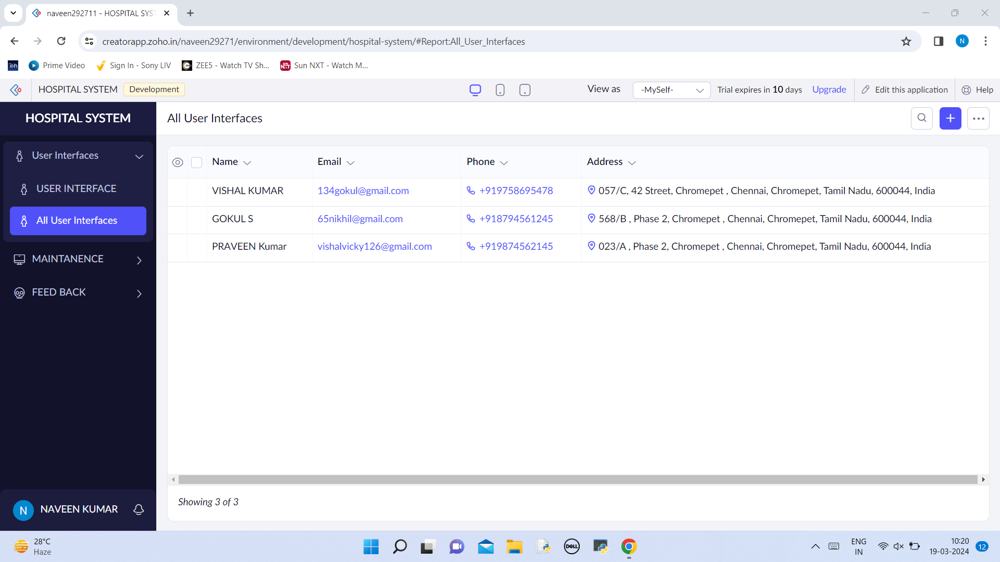 naveen292711 - HOSPITAL SYST
creatorapp.zoho.in/naveen29271/environment/development/hospital-system/#Report:All_User_Interfaces
N
Dh
Prime Video
Sign In - Sony LIV
ZEE5 - Watch TV Sh...
SUN NXT
Sun NXT - Watch M...
HOSPITAL SYSTEM
Development
View as
-MySelf-
Trial expires in 10 days
Upgrade
Edit this application
Help
HOSPITAL SYSTEM
All User Interfaces
User Interfaces
USER INTERFACE
All User Interfaces
MAINTANENCE
FEED BACK
Name Email Phone Address
VISHAL KUMAR 134gokul@gmail.com +919758695478 057/C, 42 Street, Chromepet , Chennai, Chromepet, Tamil Nadu, 600044, India
GOKUL S 65nikhil@gmail.com +918794561245 568/B , Phase 2, Chromepet , Chennai, Chromepet, Tamil Nadu, 600044, India
PRAVEEN Kumar vishalvicky126@gmail.com +919874562145 023/A , Phase 2, Chromepet , Chennai, Chromepet, Tamil Nadu, 600044, India
Showing 3 of 3
N NAVEEN KUMAR
28°C
Haze
DELL
ENG
IN
10:20
19-03-2024
12